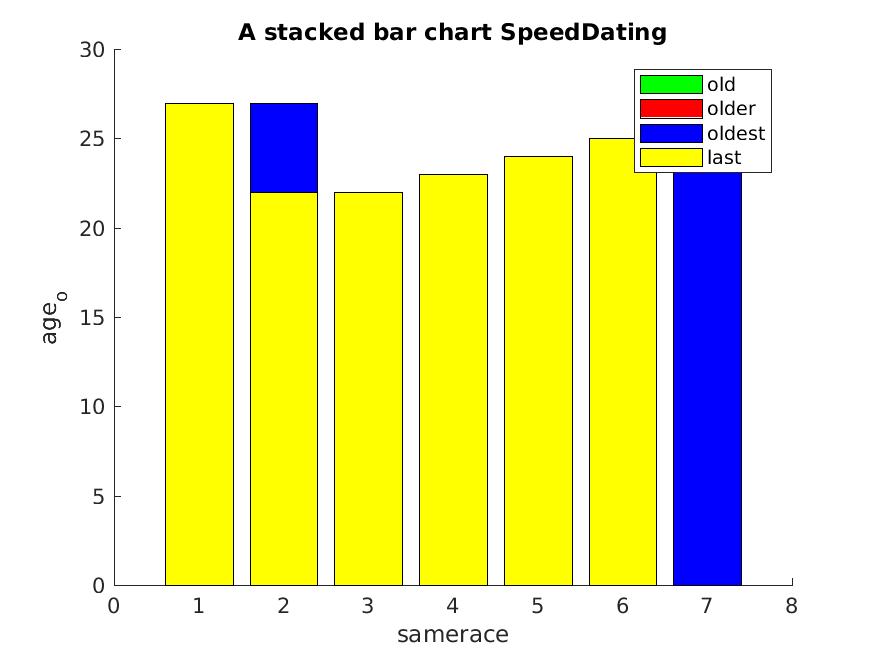 A stacked bar chart SpeedDating
30
25
20
15
10
5
0
age_o
old
older
oldest
last
0 1 2 3 4 5 6 7 8
samerace